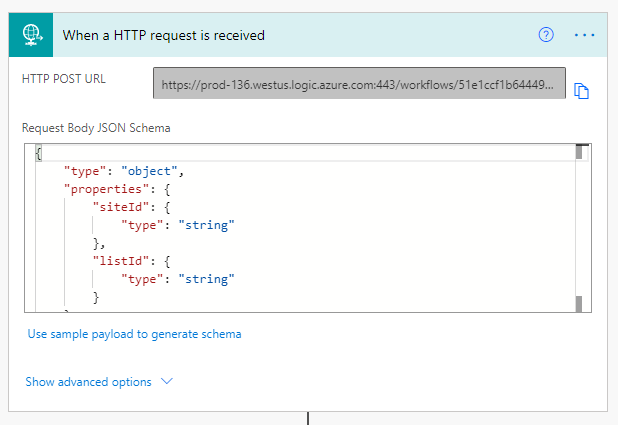 When a HTTP request is received
HTTP POST URL
https://prod-136.westus.logic.azure.com:443/workflows/51e1ccf1b64449...
Request Body JSON Schema
{
"type": "object",
"properties": {
"siteId": {
"type": "string"
},
"listId": {
"type": "string"
}
Use sample payload to generate schema
Show advanced options